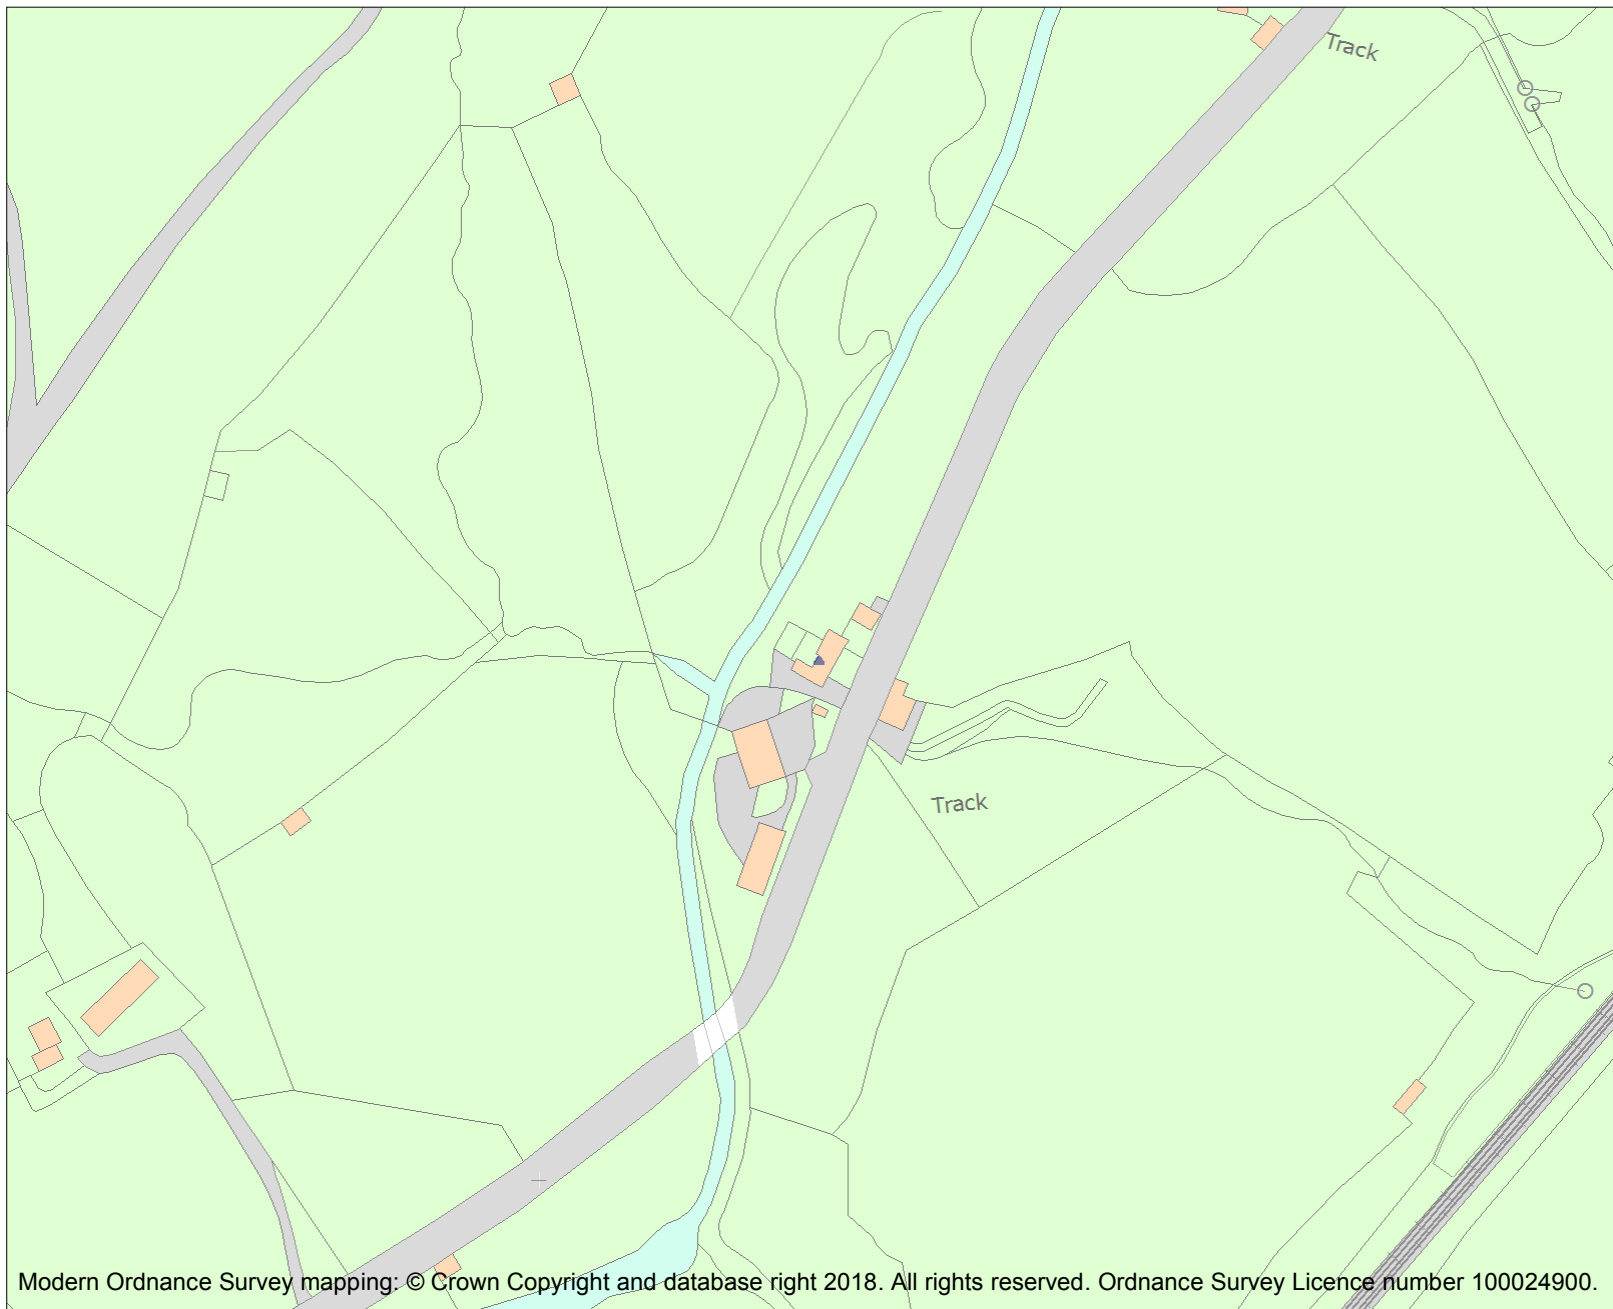 Track
Track
Modern Ordnance Survey mapping: © Crown Copyright and database right 2018. All rights reserved. Ordnance Survey Licence number 100024900.